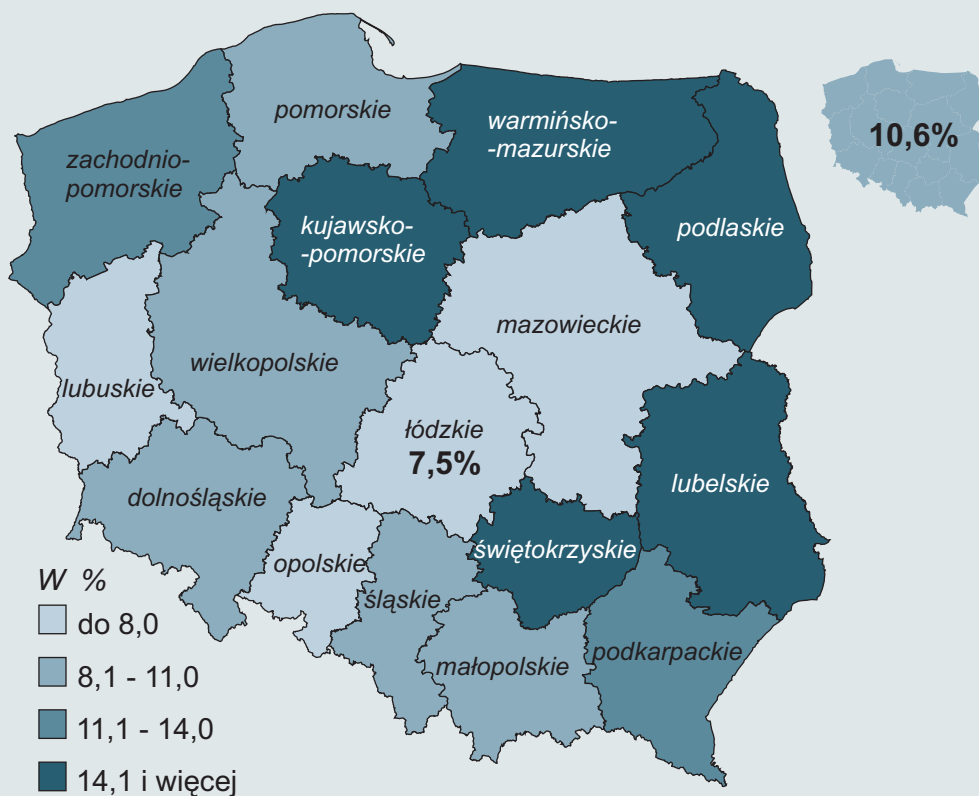 pomorskie
warmińsko-
-mazurskie
10,6%
zachodnio-
pomorskie
kujawsko-
-pomorskie
podlaskie
mazowieckie
wielkopolskie
lubuskie
łódzkie
7,5%
lubelskie
dolnośląskie
świętokrzyskie
opolskie
śląskie
małopolskie
podkarpackie
W %
do 8,0
8,1 - 11,0
11,1 - 14,0
14,1 i więcej